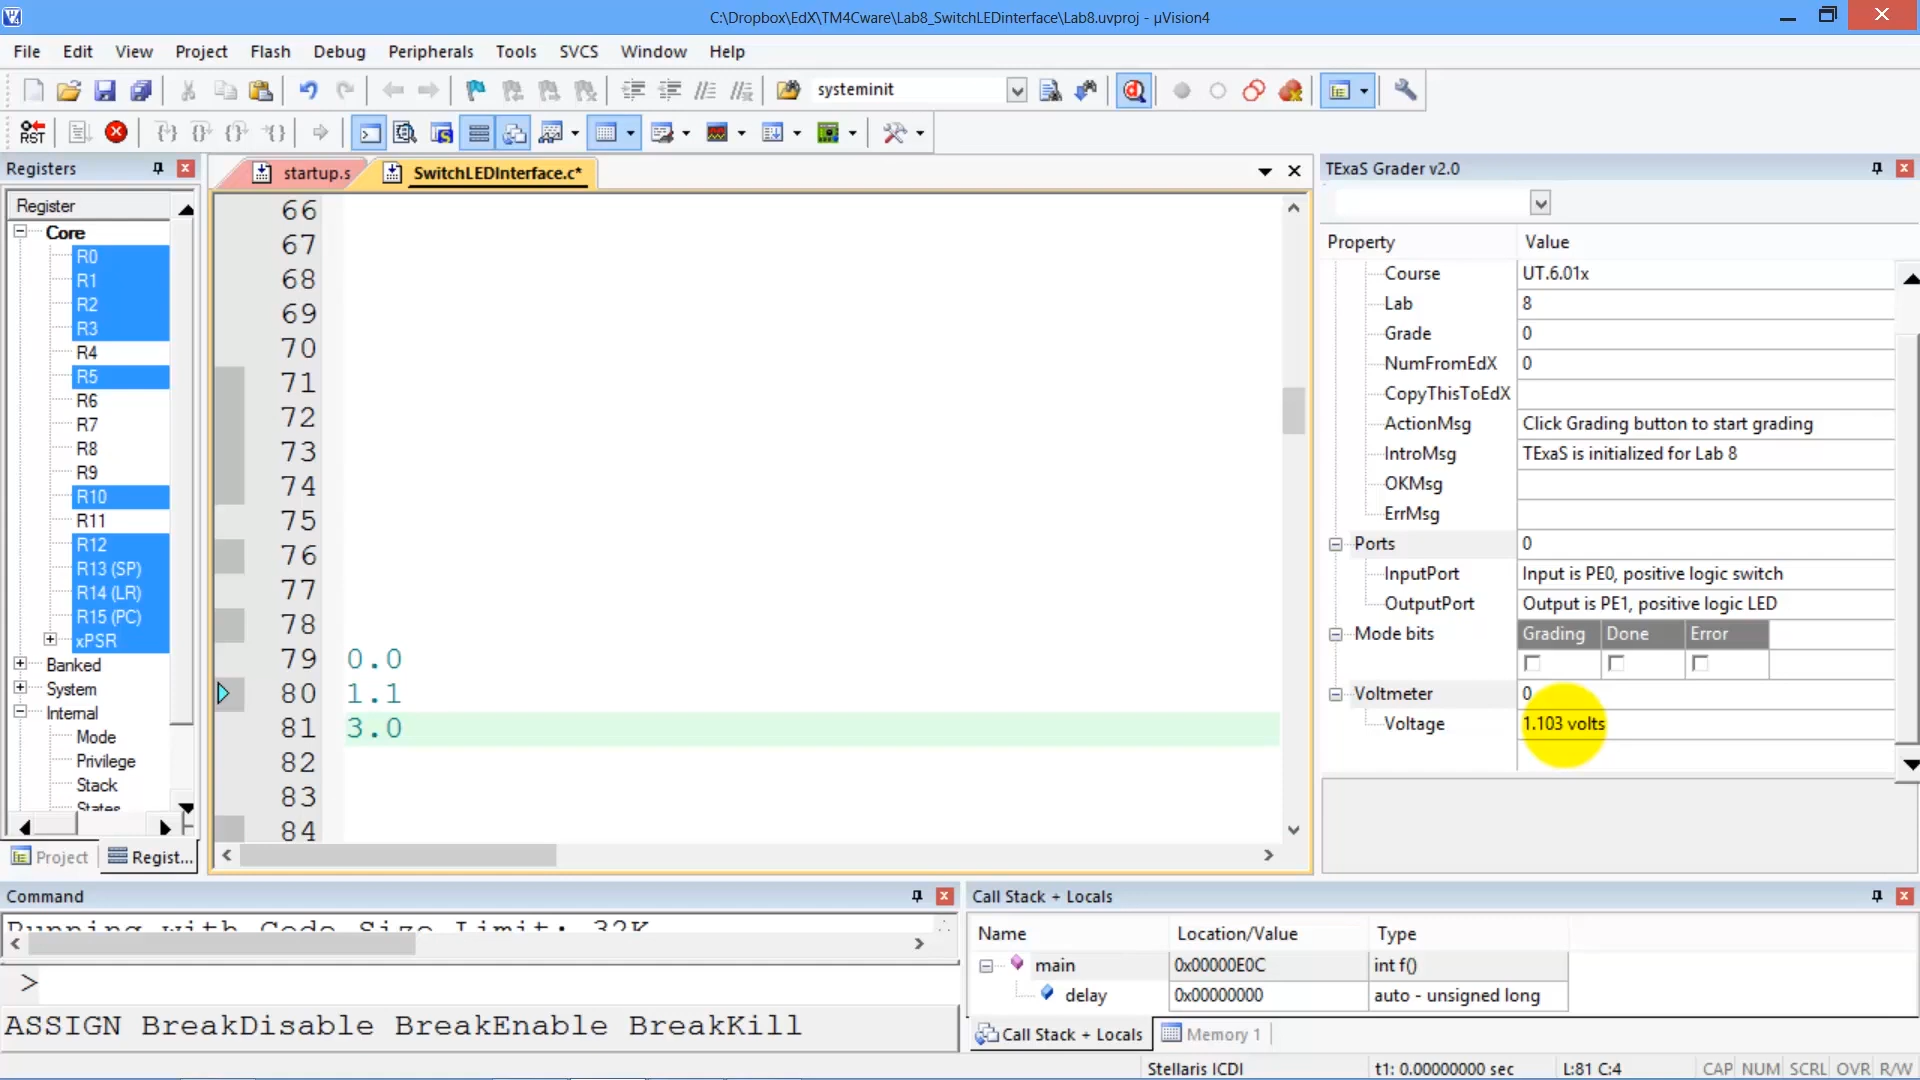 C:\Dropbox\EdX\TM4Cware\Lab8_SwitchLEDinterface\Lab8.uvproj - µVision4
File Edit View Project Flash Debug Peripherals Tools SVCS Window Help
systeminit
RST
Registers
Register
Core
R0
R1
R2
R3
R4
R5
R6
R7
R8
R9
R10
R11
R12
R13 (SP)
R14 (LR)
R15 (PC)
xPSR
Banked
System
Internal
Mode
Privilege
Stack
States
Project Regist...
startup.s SwitchLEDInterface.c*
66
67
68
69
70
71
72
73
74
75
76
77
78
79 0.0
80 1.1
81 3.0
82
83
84
TExaS Grader v2.0
Property Value
Course UT.6.01x
Lab 8
Grade 0
NumFromEdX 0
CopyThisToEdX
ActionMsg Click Grading button to start grading
IntroMsg TExaS is initialized for Lab 8
OKMsg
ErrMsg
Ports 0
InputPort Input is PE0, positive logic switch
OutputPort Output is PE1, positive logic LED
Mode bits Grading Done Error
Voltmeter 0
Voltage 1.103 volts
Command
Running with Code Size Limit: 32K
>
ASSIGN BreakDisable BreakEnable BreakKill
Call Stack + Locals
Name Location/Value Type
main 0x00000E0C int f()
delay 0x00000000 auto - unsigned long
Call Stack + Locals Memory 1
Stellaris ICDI t1: 0.00000000 sec L:81 C:4 CAP NUM SCRL OVR R/W